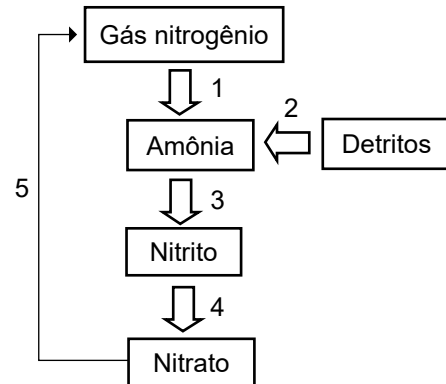 Gás nitrogênio
1
2
Amônia
Detritos
5
3
Nitrito
4
Nitrato